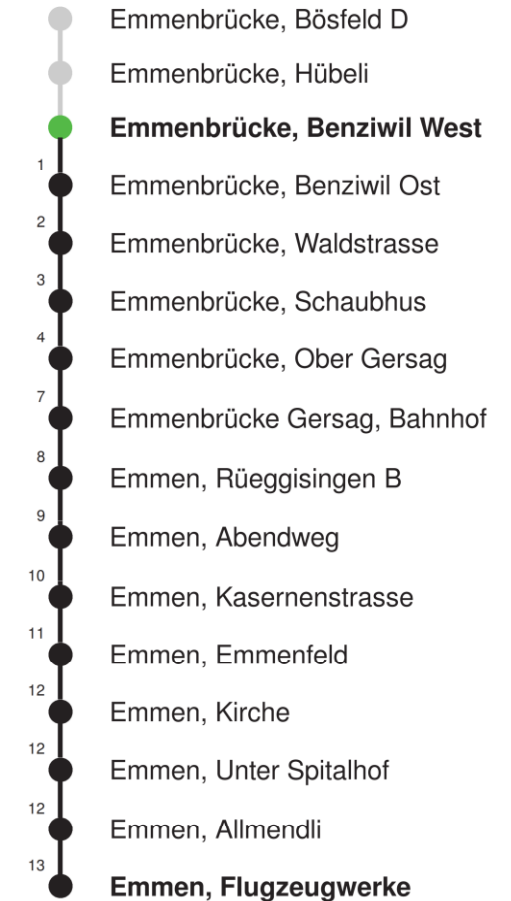 Emmenbrücke, Bösfeld D
Emmenbrücke, Hübeli
Emmenbrücke, Benziwil West
1
Emmenbrücke, Benziwil Ost
2
Emmenbrücke, Waldstrasse
3
Emmenbrücke, Schaubhus
4
Emmenbrücke, Ober Gersag
7
Emmenbrücke Gersag, Bahnhof
8
Emmen, Rüeggisingen B
9
Emmen, Abendweg
10
Emmen, Kasernenstrasse
11
Emmen, Emmenfeld
12
Emmen, Kirche
12
Emmen, Unter Spitalhof
12
Emmen, Allmendli
13
Emmen, Flugzeugwerke